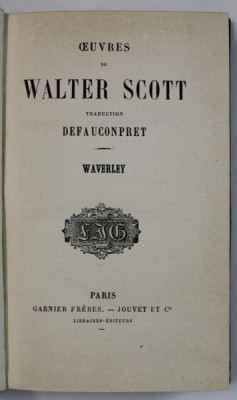 ŒUVRES
DE
WALTER SCOTT
TRADUCTION
DEFAUCONPRET
WAVERLEY
PARIS
GARNIER FRÈRES. — JOUVET ET Cie
LIBRAIRES-ÉDITEURS